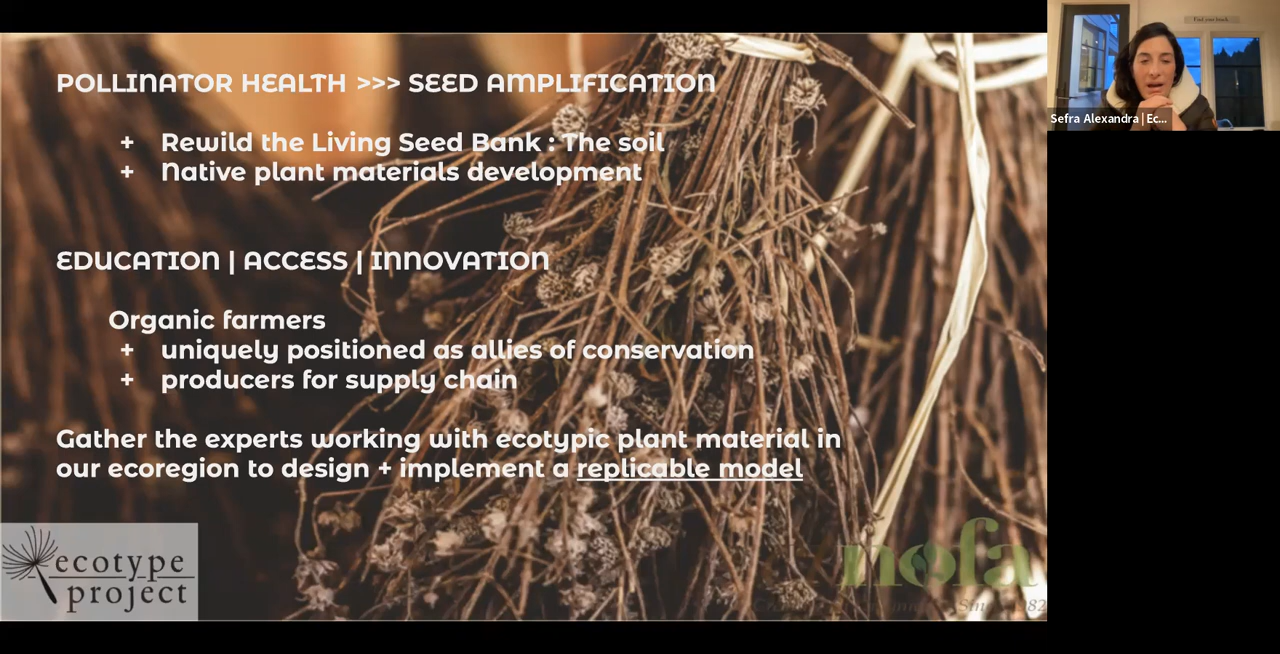 POLLINATOR HEALTH >>> SEED AMPLIFICATION
+ Rewild the Living Seed Bank : The soil
+ Native plant materials development
EDUCATION | ACCESS | INNOVATION
Organic farmers
+ uniquely positioned as allies of conservation
+ producers for supply chain
Gather the experts working with ecotypic plant material in
our ecoregion to design + implement a replicable model
ecotype
project
nofa
Sefra Alexandra | Ec...